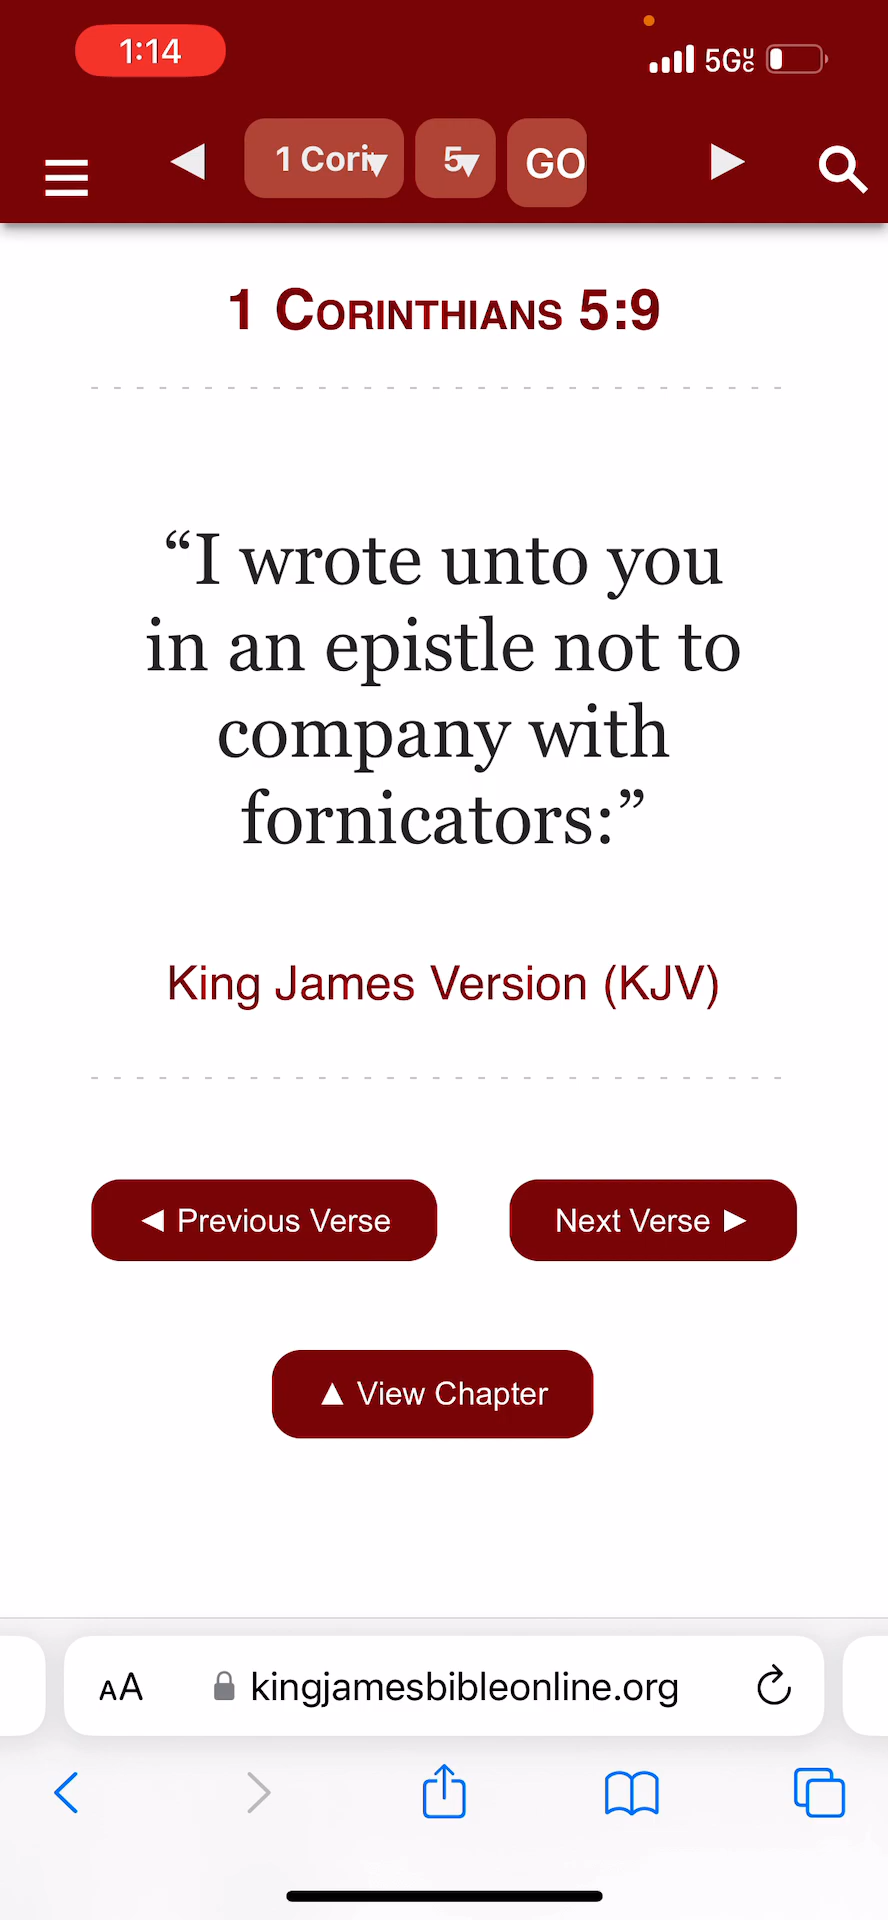 1:14
5G
1 Cori
5
GO
1 Corinthians 5:9
“I wrote unto you
in an epistle not to
company with
fornicators:”
King James Version (KJV)
◀ Previous Verse
Next Verse ▶
▲ View Chapter
AA
kingjamesbibleonline.org